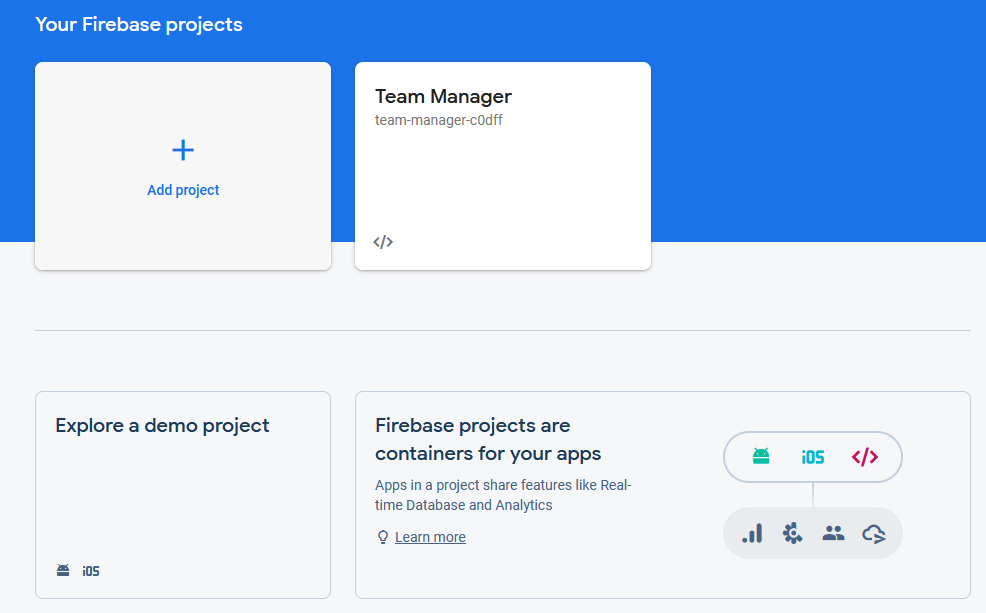 Your Firebase projects
Add project
Team Manager
team-manager-c0dff
Explore a demo project
iOS
Firebase projects are
containers for your apps
Apps in a project share features like Real-
time Database and Analytics
Learn more
iOS